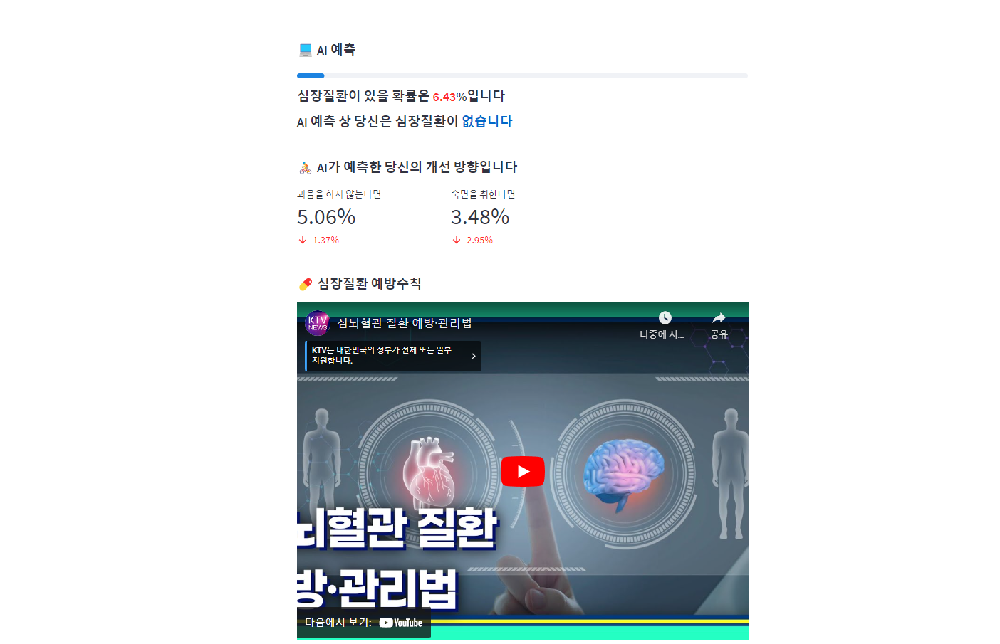 AI 예측
심장질환이 있을 확률은 6.43%입니다
AI 예측 상 당신은 심장질환이 없습니다
AI가 예측한 당신의 개선 방향입니다
과음을 하지 않는다면
5.06%
-1.37%
숙면을 취한다면
3.48%
-2.95%
심장질환 예방수칙
KTV
NEWS
심뇌혈관 질환 예방·관리법
나중에 시...
공유
KTV는 대한민국의 정부가 전체 또는 일부
지원합니다.
뇌혈관 질환
방·관리법
다음에서 보기: YouTube